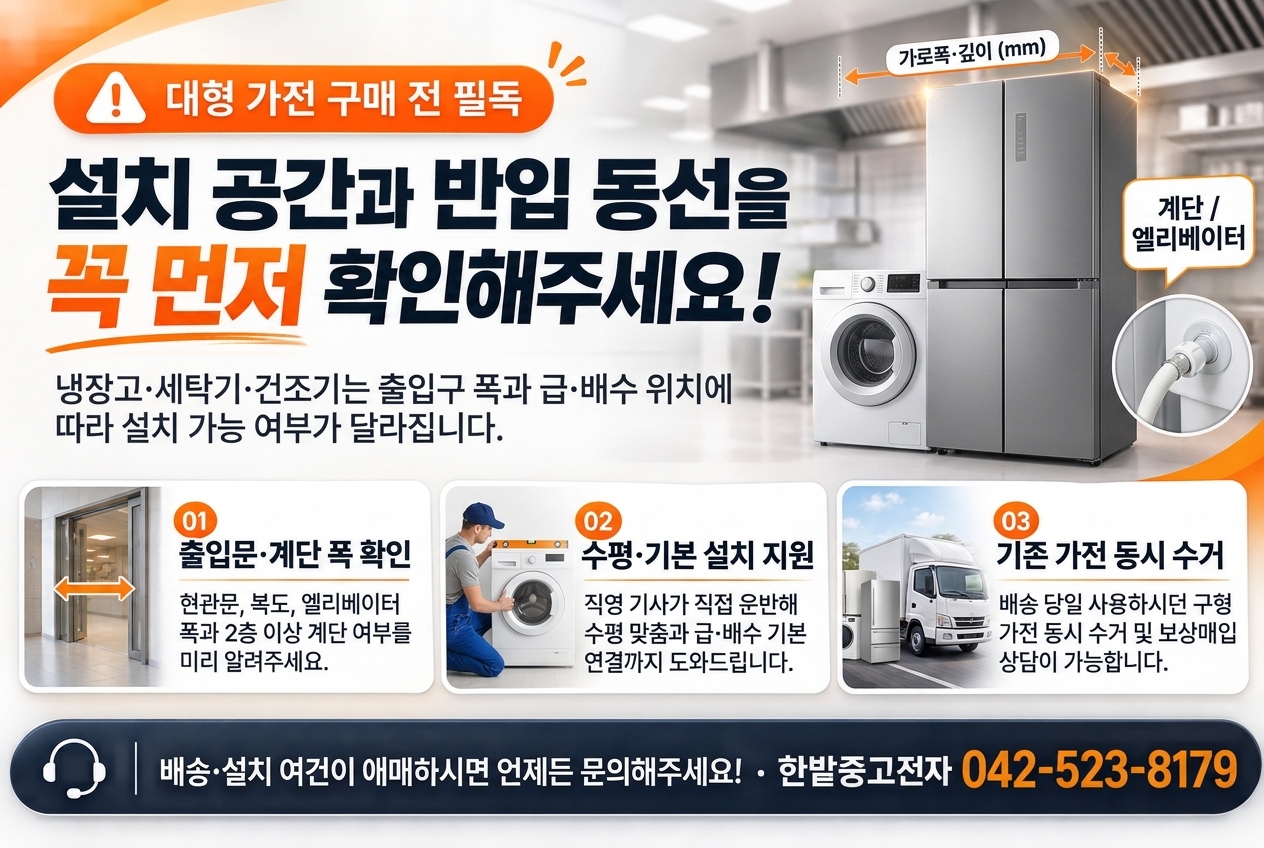 대형 가전 구매 전 필독
설치 공간과 반입 동선을
꼭 먼저 확인해주세요!
냉장고·세탁기·건조기는 출입구 폭과 급·배수 위치에
따라 설치 가능 여부가 달라집니다.
가로폭·깊이 (mm)
계단 /
엘리베이터
01
출입문·계단 폭 확인
현관문, 복도, 엘리베이터
폭과 2층 이상 계단 여부를
미리 알려주세요.
02
수평·기본 설치 지원
직영 기사가 직접 운반해
수평 맞춤과 급·배수 기본
연결까지 도와드립니다.
03
기존 가전 동시 수거
배송 당일 사용하시던 구형
가전 동시 수거 및 보상매입
상담이 가능합니다.
배송·설치 여건이 애매하시면 언제든 문의해주세요! · 한밭중고전자 042-523-8179